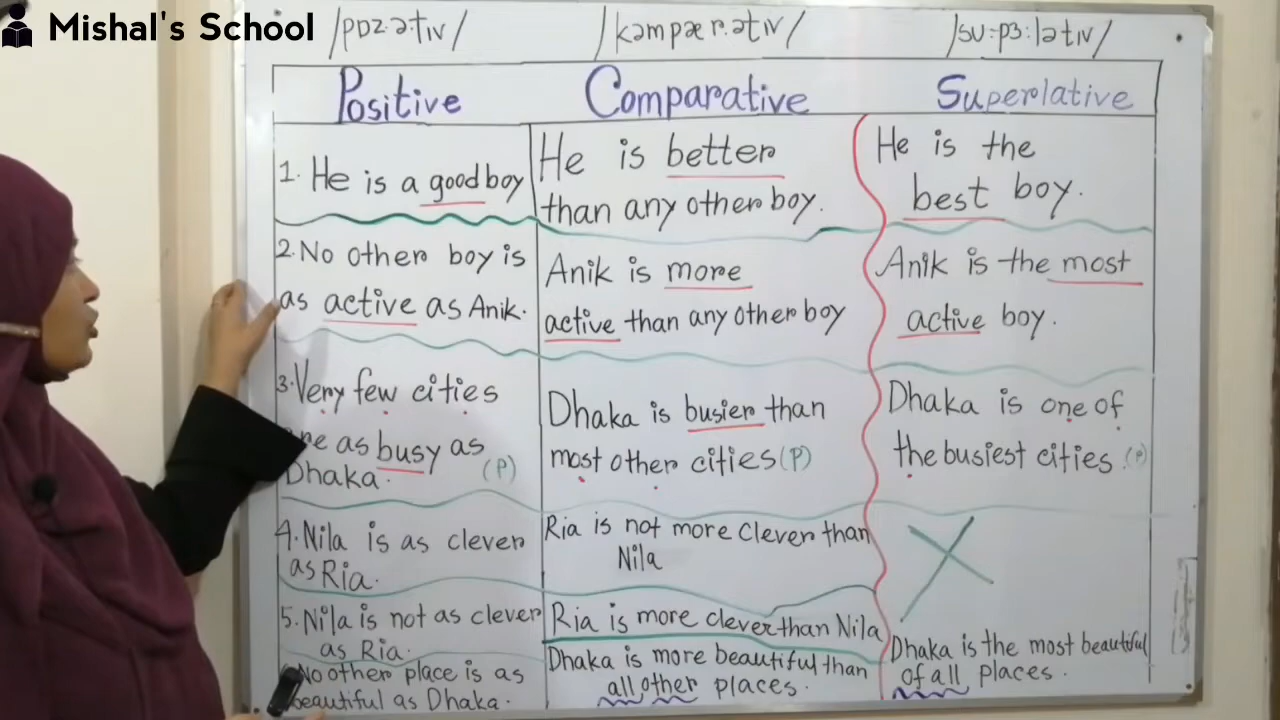 Mishal's School
/pɒz.ə.tɪv/
/kəmpær.ətɪv/
/su:pɜ:lətɪv/
Positive
Comparative
Superlative
1. He is a good boy
He is better
than any other boy.
He is the
best boy.
2. No other boy is
as active as Anik.
Anik is more
active than any other boy
Anik is the most
active boy.
3. Very few cities
as busy as
Dhaka. (P)
Dhaka is busier than
most other cities (P)
Dhaka is one of
the busiest cities. (P)
4. Nila is as clever
as Ria.
Ria is not more clever than
Nila
5. Nila is not as clever
as Ria.
Ria is more clever than Nila
No other place is as
beautiful as Dhaka.
Dhaka is more beautiful than
all other places.
Dhaka is the most beautiful
of all places.